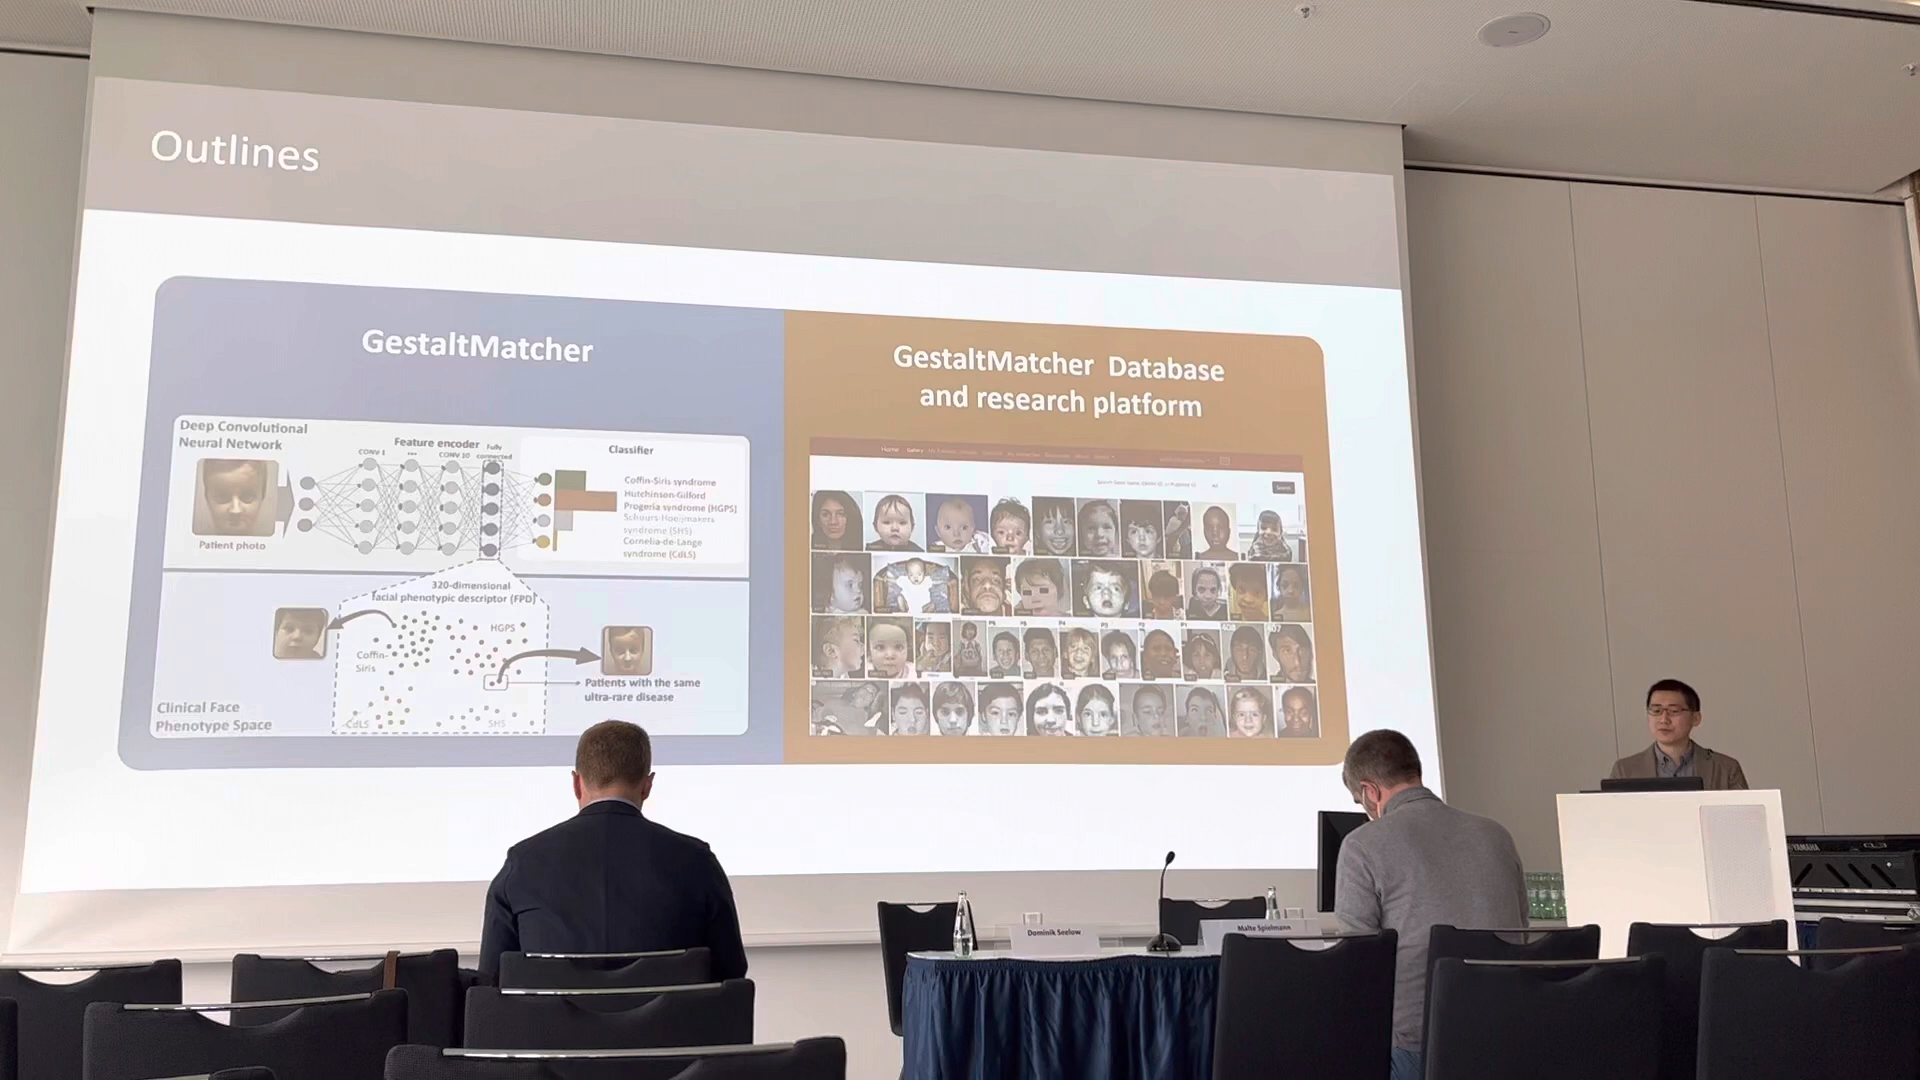 Outlines
GestaltMatcher
Deep Convolutional
Neural Network
Feature encoder
Fully
connected
CONV 1
...
CONV 10
Classifier
Coffin-Siris syndrome
Hutchinson-Gilford
Progeria syndrome (HGPS)
Schuurs-Hoeijmakers
syndrome (SHS)
Cornelia-de-Lange
syndrome (CdLS)
Patient photo
320-dimensional
facial phenotypic descriptor (FPD)
HGPS
Coffin-
Siris
CdLS
SHS
Patients with the same
ultra-rare disease
Clinical Face
Phenotype Space
GestaltMatcher Database
and research platform
Home
Gallery
Search
Dominik Seelow
Malte Spielmann
YAMAHA